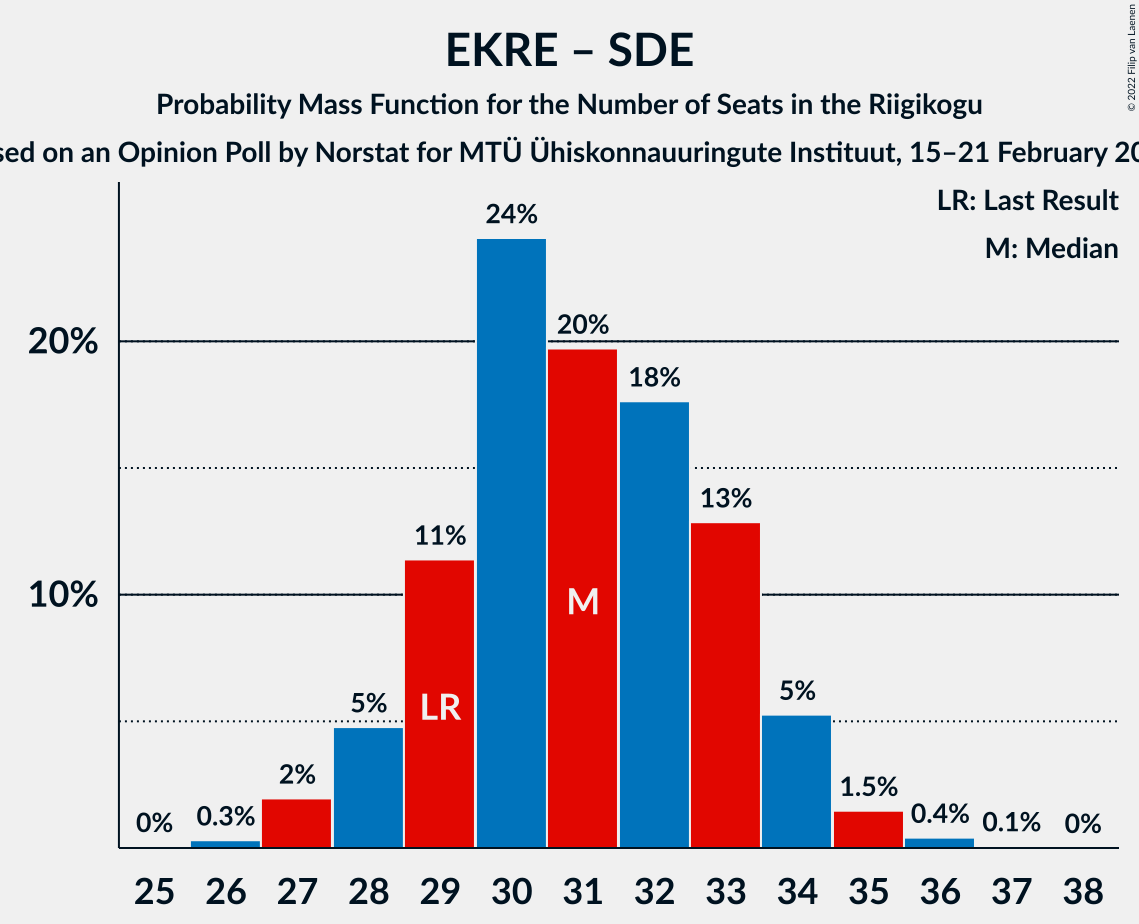 EKRE – SDE
Probability Mass Function for the Number of Seats in the Riigikogu
sed on an Opinion Poll by Norstat for MTÜ Ühiskonnauuringute Instituut, 15–21 February 20
© 2022 Filip van Laenen
LR: Last Result
M: Median
24%
20%
20%
18%
13%
11%
10%
M
LR
5%
5%
2%
1.5%
0%
0.3%
0.4%
0.1%
0%
25 26 27 28 29 30 31 32 33 34 35 36 37 38